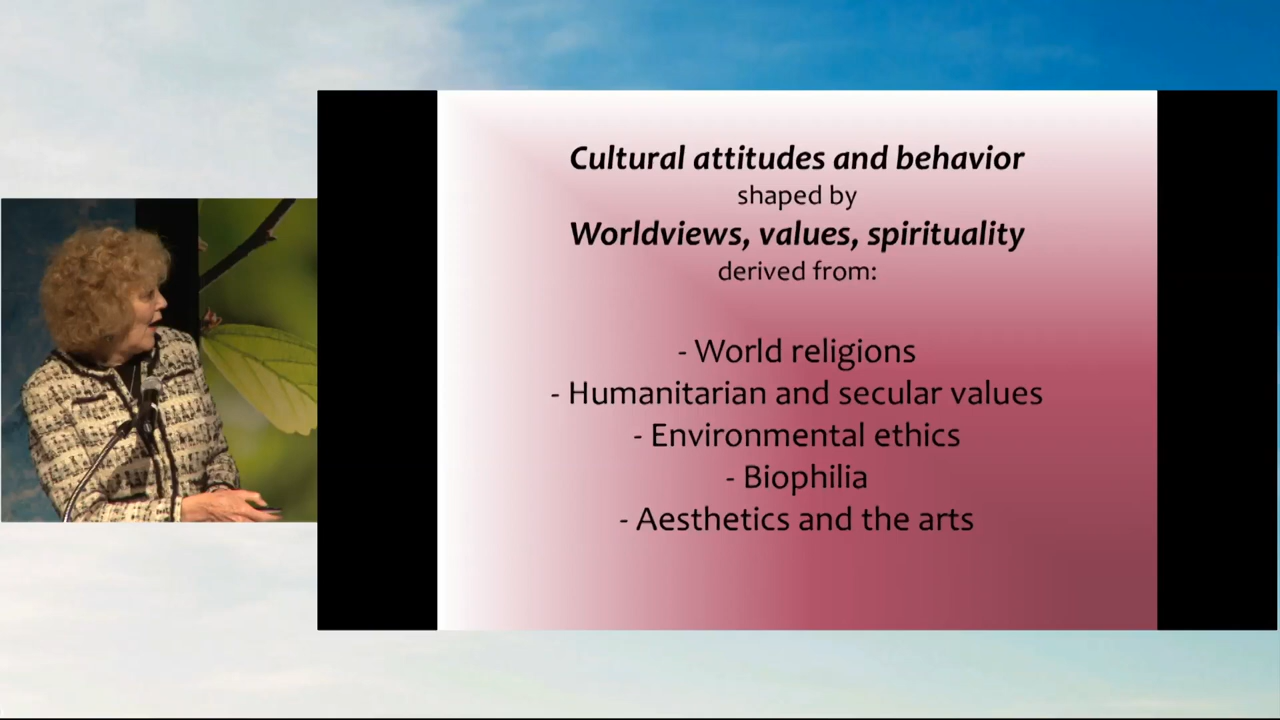 Cultural attitudes and behavior
shaped by
Worldviews, values, spirituality
derived from:
- World religions
- Humanitarian and secular values
- Environmental ethics
- Biophilia
- Aesthetics and the arts